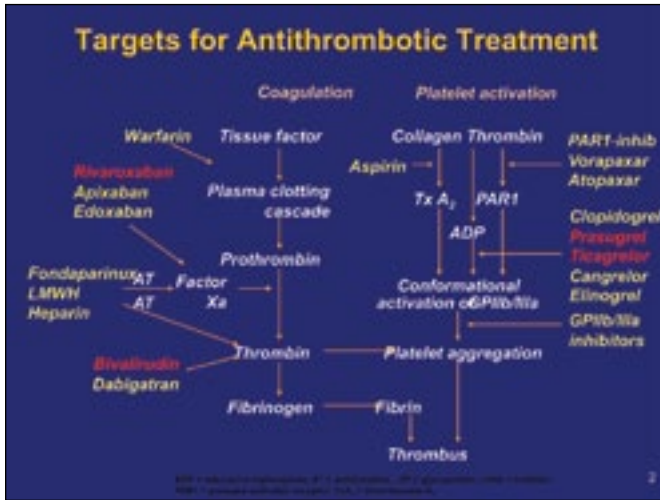 Targets for Antithrombotic Treatment
Coagulation
Platelet activation
Warfarin
Tissue factor
Collagen Thrombin
PAR1-inhib
Vorapaxar
Atopaxar
Rivaroxaban
Apixaban
Edoxaban
Aspirin
Plasma clotting
cascade
Tx A2
PAR1
ADP
Clopidogrel
Prasugrel
Ticagrelor
Cangrelor
Elinogrel
Prothrombin
Fondaparinux
LMWH
Heparin
AT
AT
Factor
Xa
Conformational
activation of GPIIb/IIIa
GPIIb/IIIa
inhibitors
Bivalirudin
Dabigatran
Thrombin
Platelet aggregation
Fibrinogen
Fibrin
Thrombus
2